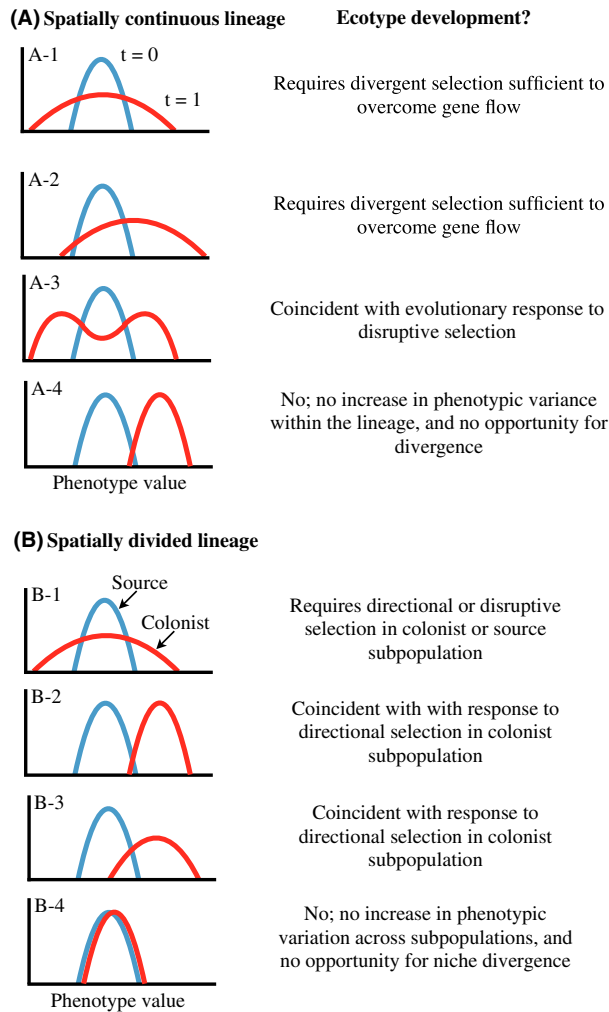 (A) Spatially continuous lineage
Ecotype development?
A-1
t = 0
t = 1
Requires divergent selection sufficient to
overcome gene flow
A-2
Requires divergent selection sufficient to
overcome gene flow
A-3
Coincident with evolutionary response to
disruptive selection
A-4
No; no increase in phenotypic variance
within the lineage, and no opportunity for
divergence
Phenotype value
(B) Spatially divided lineage
B-1
Source
Colonist
Requires directional or disruptive
selection in colonist or source
subpopulation
B-2
Coincident with with response to
directional selection in colonist
subpopulation
B-3
Coincident with response to
directional selection in colonist
subpopulation
B-4
No; no increase in phenotypic
variation across subpopulations, and
no opportunity for niche divergence
Phenotype value